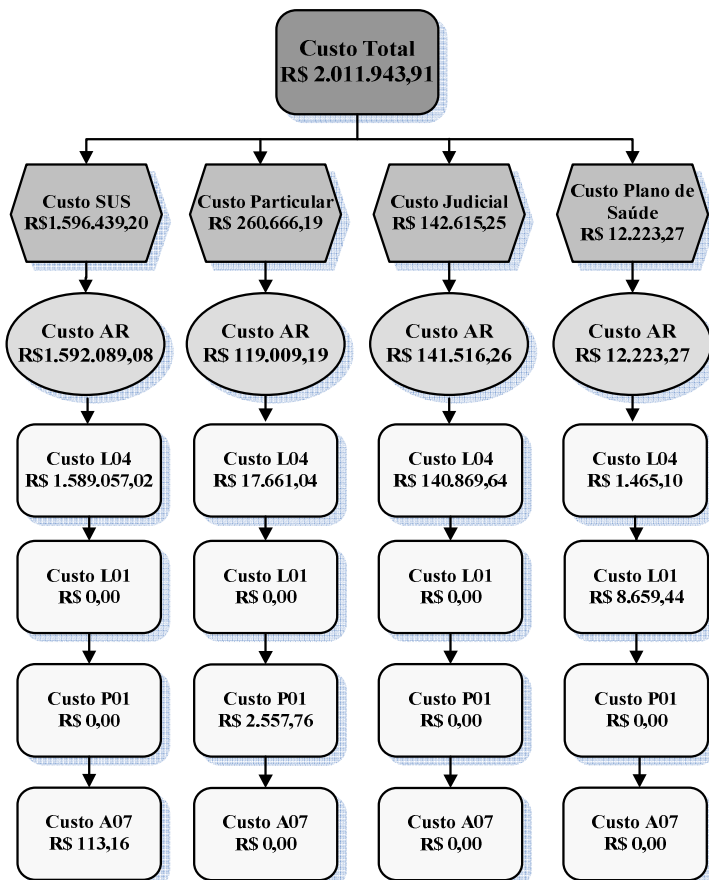 Custo Total
R$ 2.011.943,91
Custo SUS
R$1.596.439,20
Custo Particular
R$ 260.666,19
Custo Judicial
R$ 142.615,25
Custo Plano de
Saúde
R$ 12.223,27
Custo AR
R$1.592.089,08
Custo AR
R$ 119.009,19
Custo AR
R$ 141.516,26
Custo AR
R$ 12.223,27
Custo L04
R$ 1.589.057,02
Custo L04
R$ 17.661,04
Custo L04
R$ 140.869,64
Custo L04
R$ 1.465,10
Custo L01
R$ 0,00
Custo L01
R$ 0,00
Custo L01
R$ 0,00
Custo L01
R$ 8.659,44
Custo P01
R$ 0,00
Custo P01
R$ 2.557,76
Custo P01
R$ 0,00
Custo P01
R$ 0,00
Custo A07
R$ 113,16
Custo A07
R$ 0,00
Custo A07
R$ 0,00
Custo A07
R$ 0,00